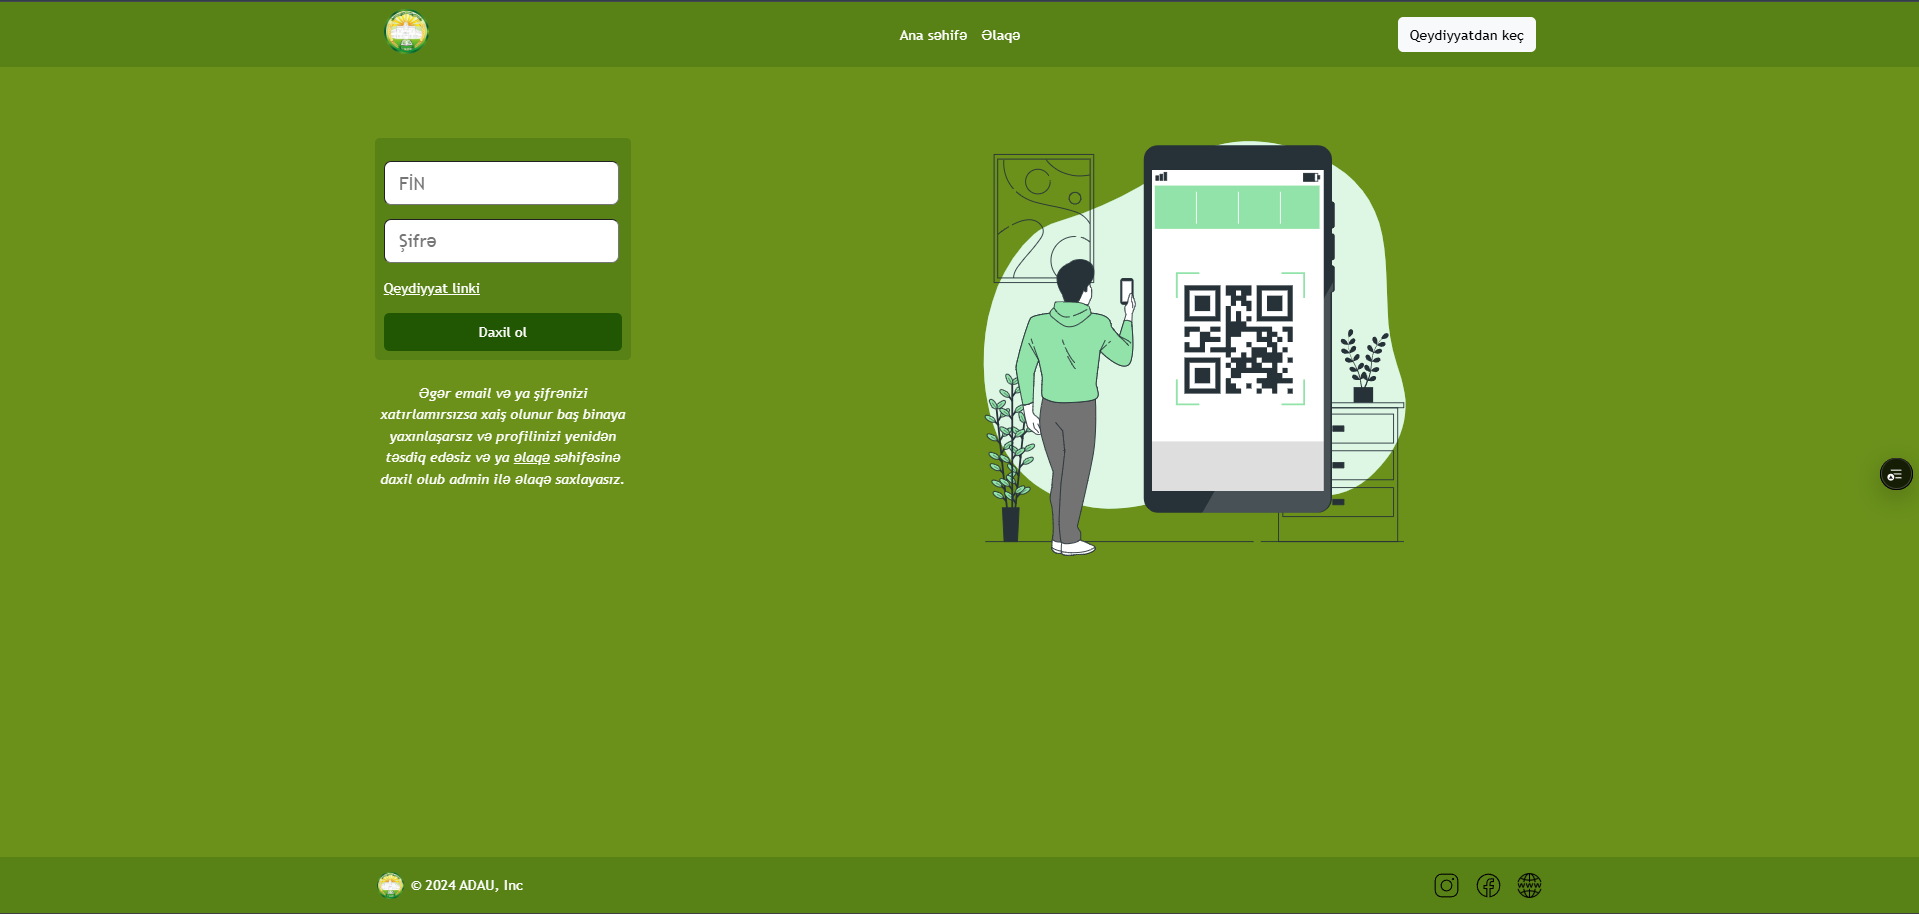 Ana səhifə Əlaqə Qeydiyyatdan keç
FİN
Şifrə
Qeydiyyat linki
Daxil ol
Əgər email və ya şifrənizi
xatırlamırsızsa xaiş olunur baş binaya
yaxınlaşarsız və profilinizi yenidən
təsdiq edəsiz və ya əlaqə səhifəsinə
daxil olub admin ilə əlaqə saxlayasız.
© 2024 ADAU, Inc
WWW